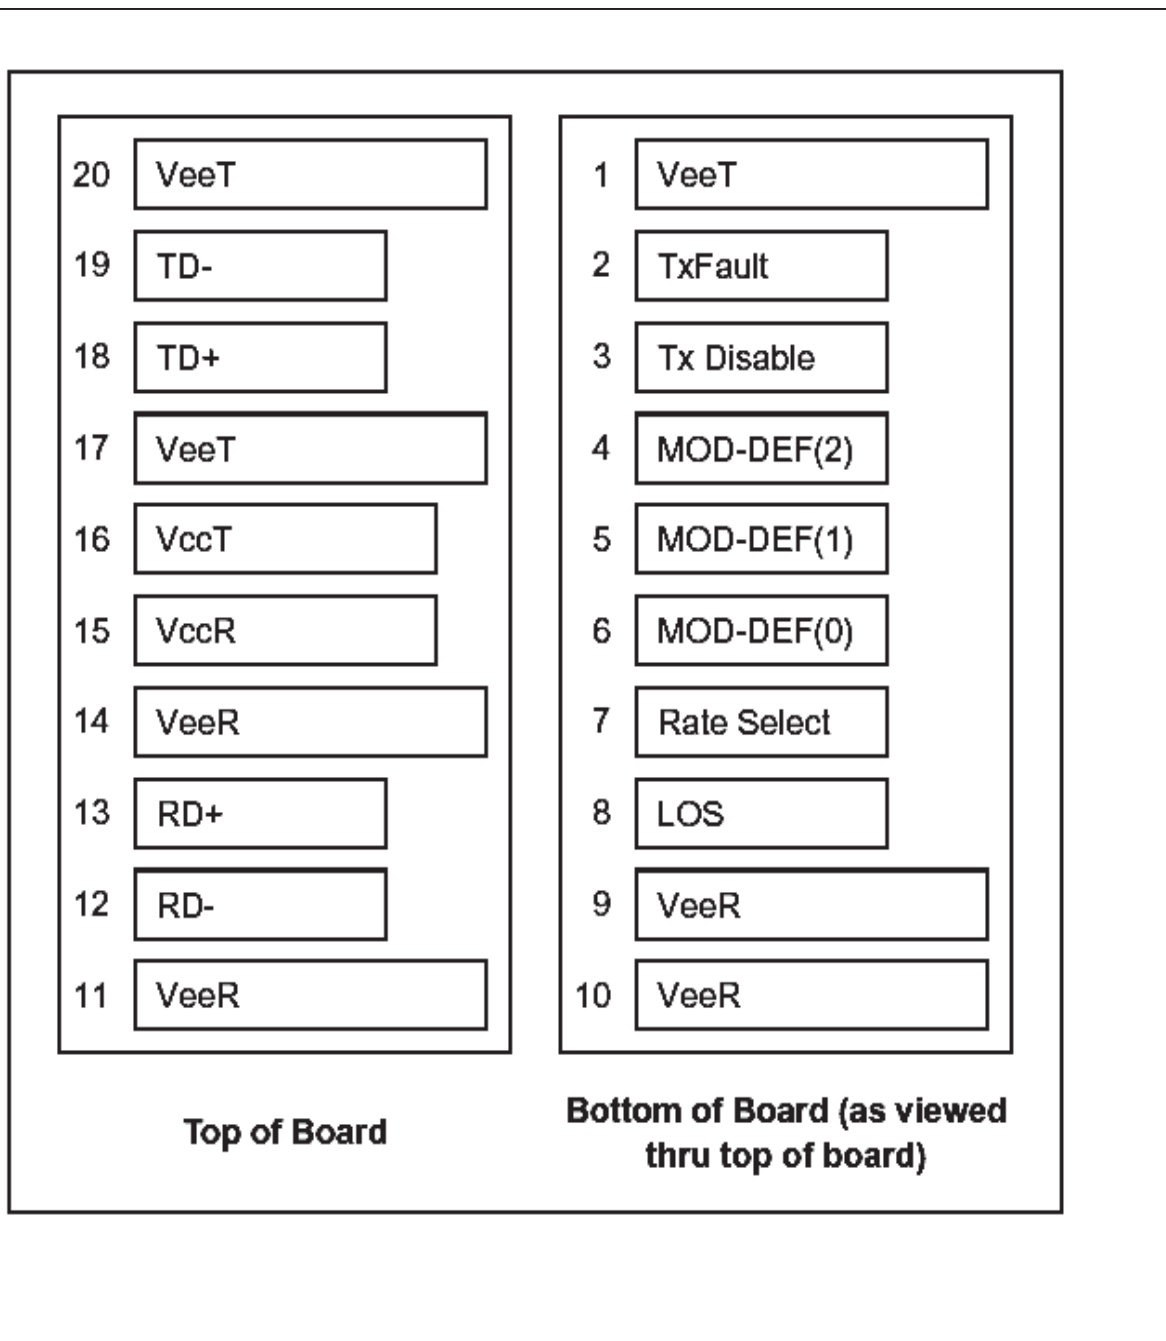 20 VeeT
19 TD-
18 TD+
17 VeeT
16 VccT
15 VccR
14 VeeR
13 RD+
12 RD-
11 VeeR
Top of Board
1 VeeT
2 TxFault
3 Tx Disable
4 MOD-DEF(2)
5 MOD-DEF(1)
6 MOD-DEF(0)
7 Rate Select
8 LOS
9 VeeR
10 VeeR
Bottom of Board (as viewed
thru top of board)